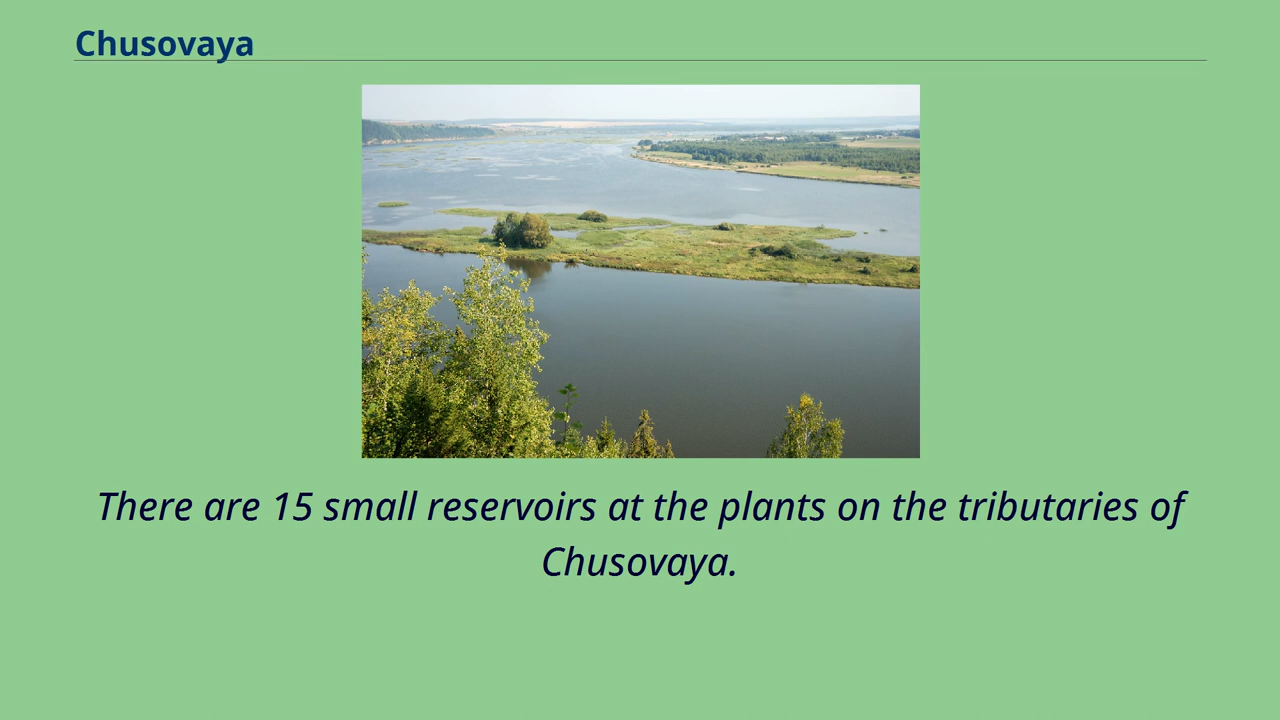 Chusovaya
There are 15 small reservoirs at the plants on the tributaries of
Chusovaya.